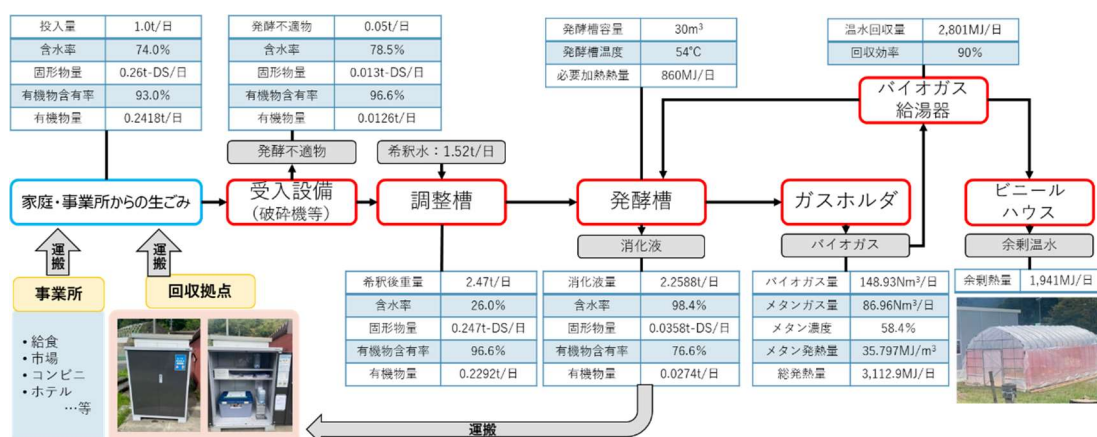 投入量 1.0t/日
含水率 74.0%
固形物量 0.26t-DS/日
有機物含有率 93.0%
有機物量 0.2418t/日
発酵不適物 0.05t/日
含水率 78.5%
固形物量 0.013t-DS/日
有機物含有率 96.6%
有機物量 0.0126t/日
発酵槽容量 30m³
発酵槽温度 54℃
必要加熱熱量 860MJ/日
温水回収量 2,801MJ/日
回収効率 90%
バイオガス
給湯器
発酵不適物
希釈水:1.52t/日
家庭・事業所からの生ごみ
受入設備
(破砕機等)
調整槽
発酵槽
ガスホルダ
ビニール
ハウス
消化液
バイオガス
余剰温水
運搬
運搬
事業所
回収拠点
・給食
・市場
・コンビニ
・ホテル
…等
希釈後重量 2.47t/日
含水率 26.0%
固形物量 0.247t-DS/日
有機物含有率 96.6%
有機物量 0.2292t/日
消化液量 2.2588t/日
含水率 98.4%
固形物量 0.0358t-DS/日
有機物含有率 76.6%
有機物量 0.0274t/日
バイオガス量 148.93Nm³/日
メタンガス量 86.96Nm³/日
メタン濃度 58.4%
メタン発熱量 35.797MJ/m³
総発熱量 3,112.9MJ/日
余剰熱量 1,941MJ/日
運搬